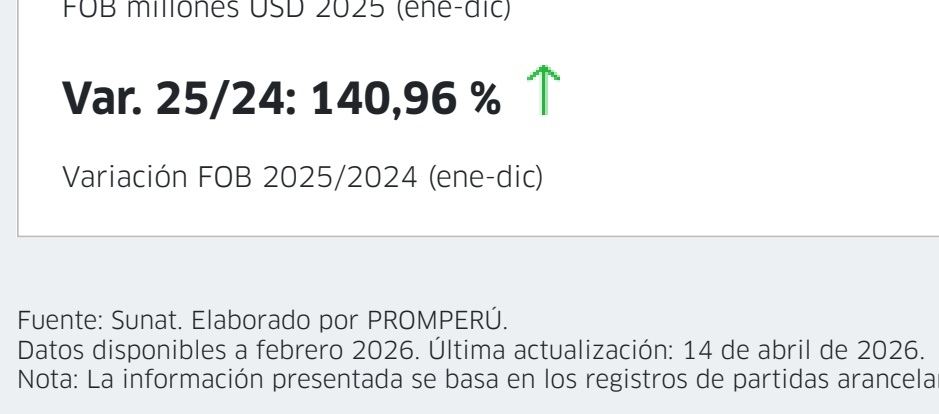 FOB millones USD 2025 (ene-dic)
Var. 25/24: 140,96 %
Variación FOB 2025/2024 (ene-dic)
Fuente: Sunat. Elaborado por PROMPERÚ.
Datos disponibles a febrero 2026. Última actualización: 14 de abril de 2026.
Nota: La información presentada se basa en los registros de partidas